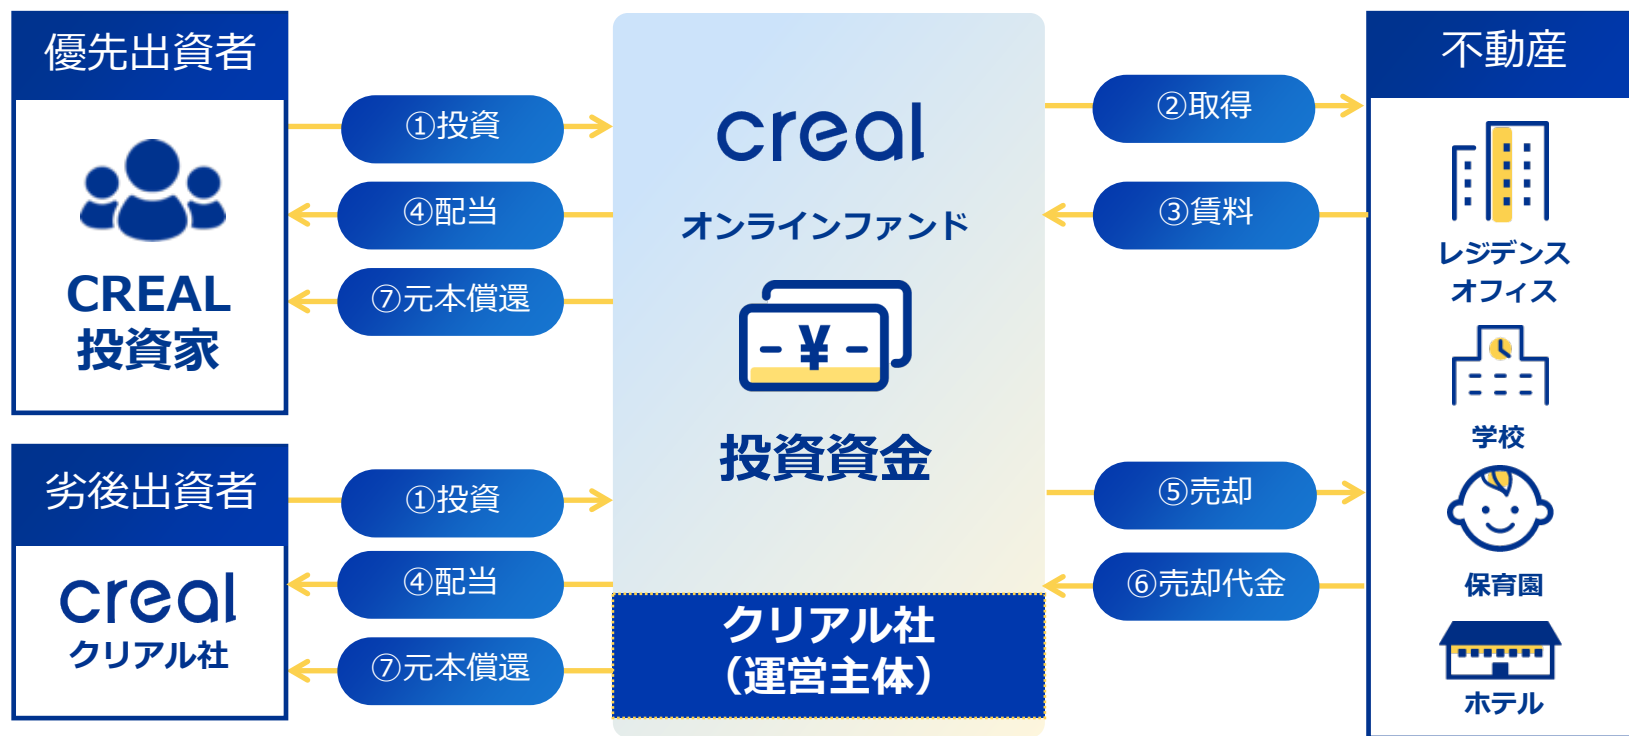 優先出資者
CREAL
投資家
①投資
④配当
⑦元本償還
劣後出資者
creal
クリアル社
①投資
④配当
⑦元本償還
creal
オンラインファンド
¥
投資資金
クリアル社
（運営主体）
②取得
③賃料
⑤売却
⑥売却代金
不動産
レジデンス
オフィス
学校
保育園
ホテル